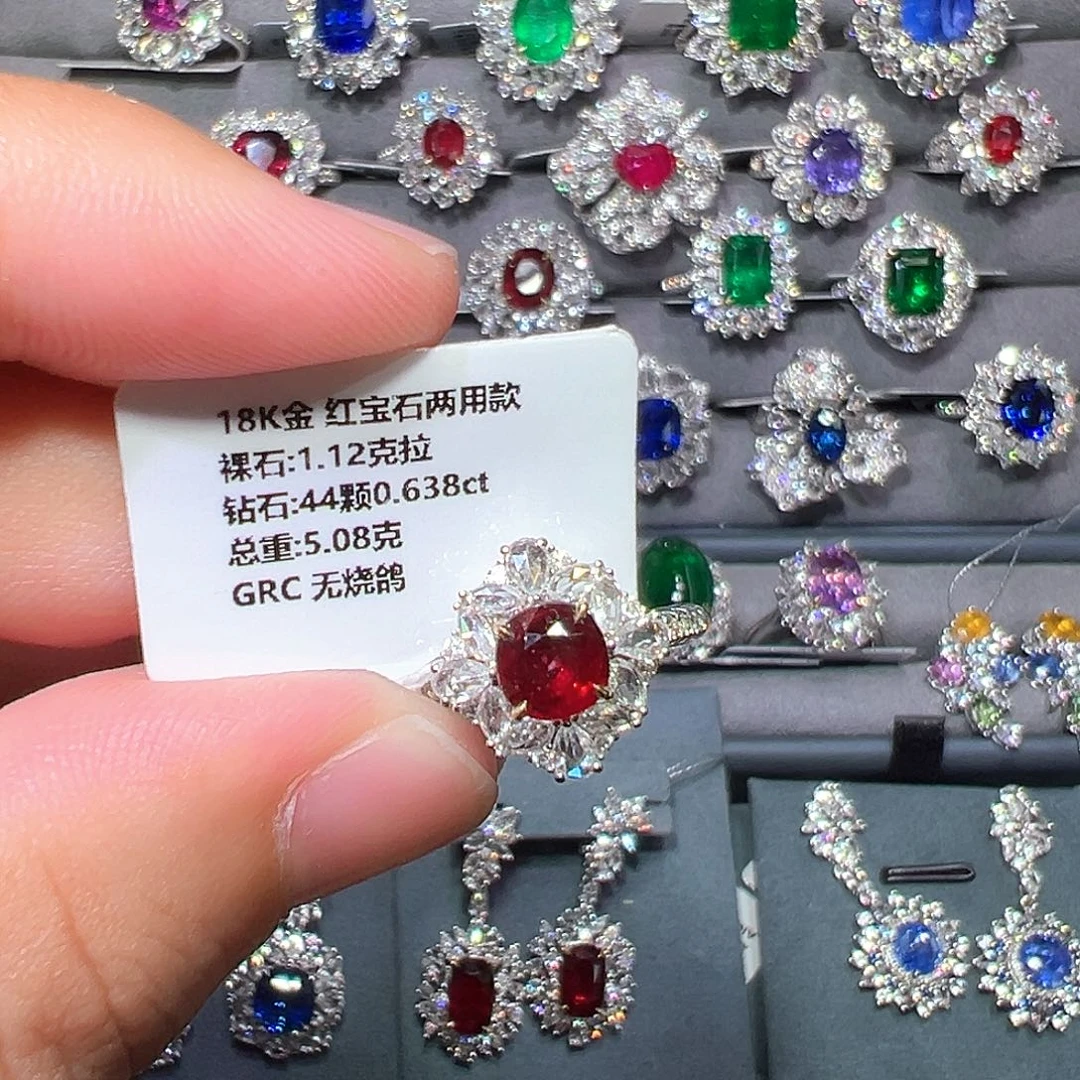 18K金 红宝石两用款
裸石:1.12克拉
钻石:44颗0.638ct
总重:5.08克
GRC 无烧鸽